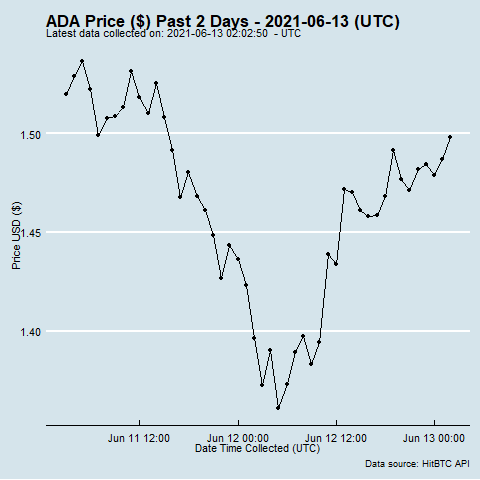 ADA Price ($) Past 2 Days - 2021-06-13 (UTC)
Latest data collected on: 2021-06-13 02:02:50 - UTC
1.50
1.45
1.40
Price USD ($)
Jun 11 12:00
Jun 12 00:00
Jun 12 12:00
Jun 13 00:00
Date Time Collected (UTC)
Data source: HitBTC API